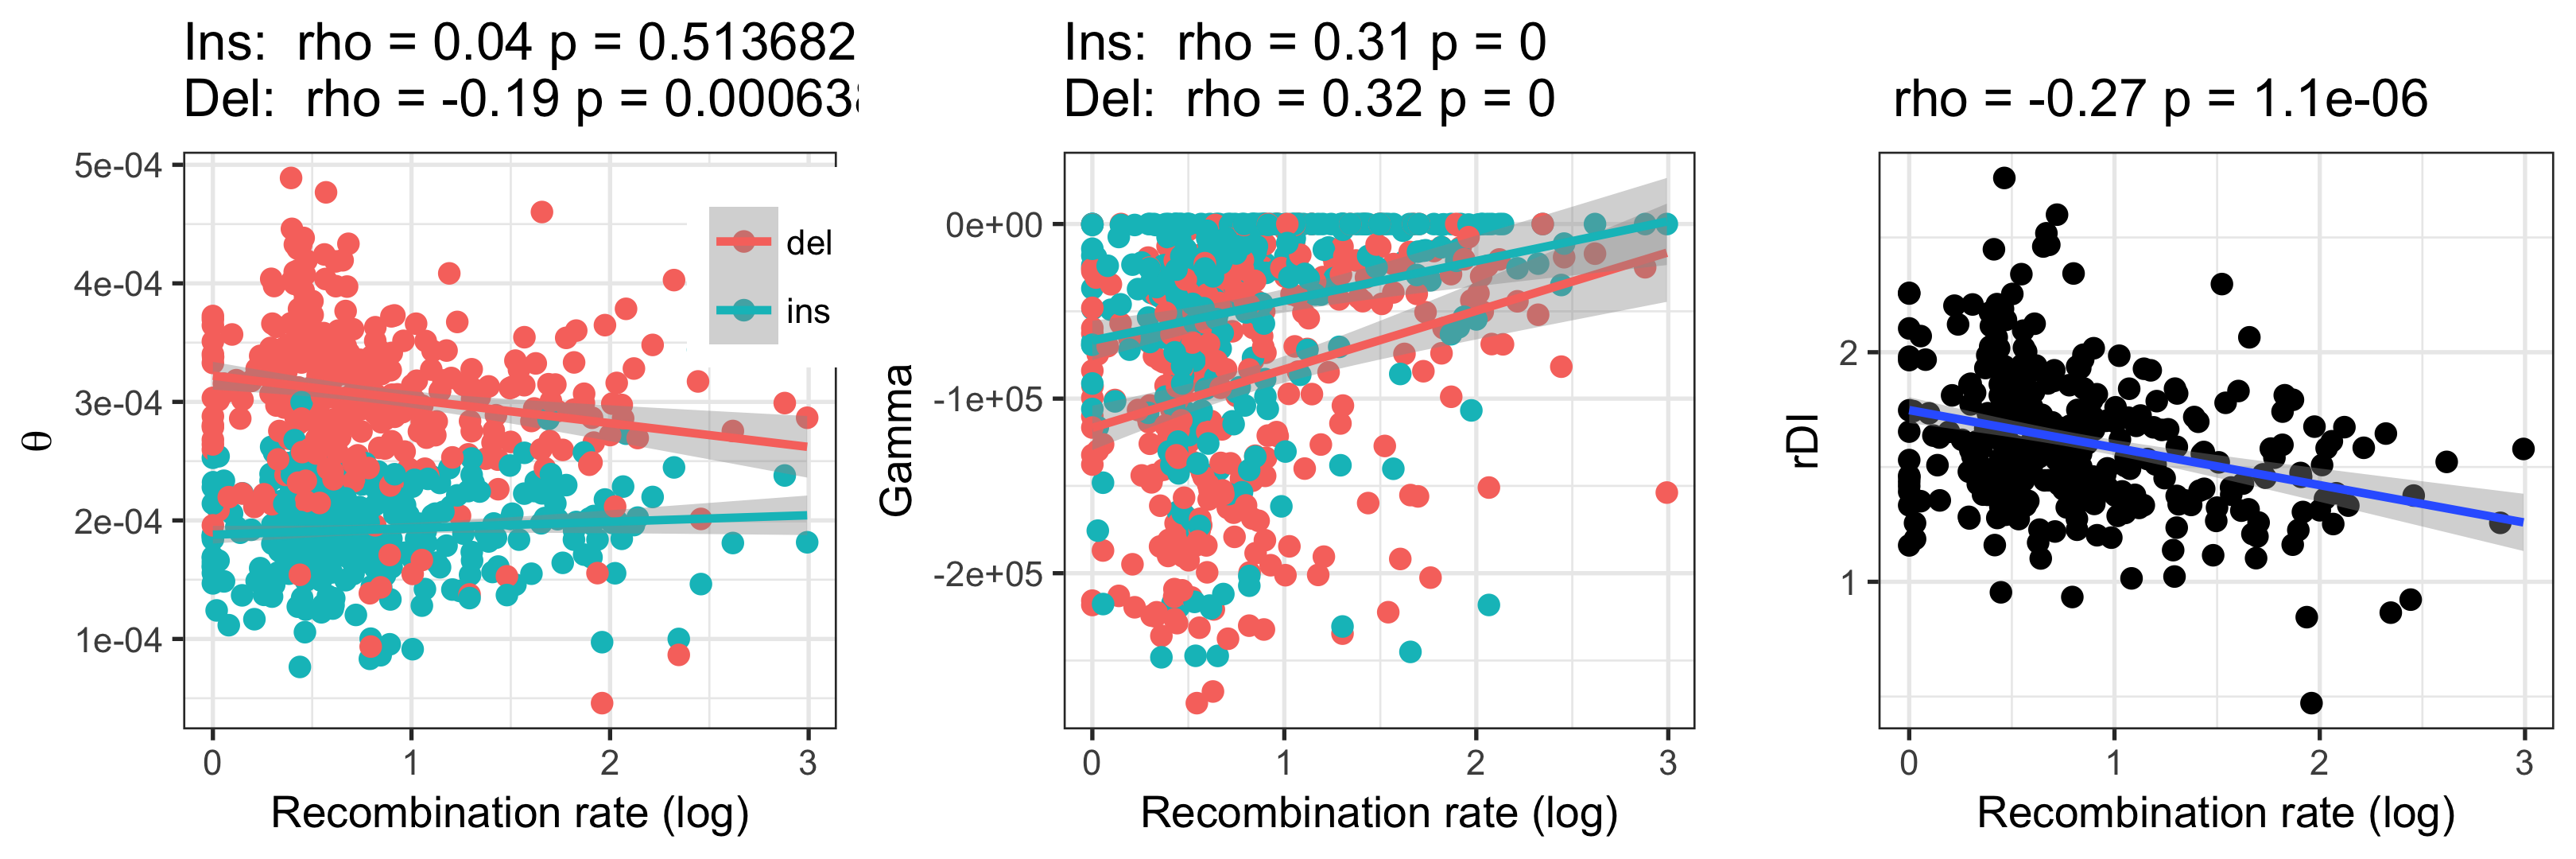 Ins:  rho = 0.04 p = 0.513682
Del:  rho = -0.19 p = 0.00063
5e-04
4e-04
3e-04
2e-04
1e-04
θ
del
ins
0 1 2 3
Recombination rate (log)
Ins:  rho = 0.31 p = 0
Del:  rho = 0.32 p = 0
0e+00
-1e+05
-2e+05
Gamma
0 1 2 3
Recombination rate (log)
rho = -0.27 p = 1.1e-06
2
1
rDI
0 1 2 3
Recombination rate (log)